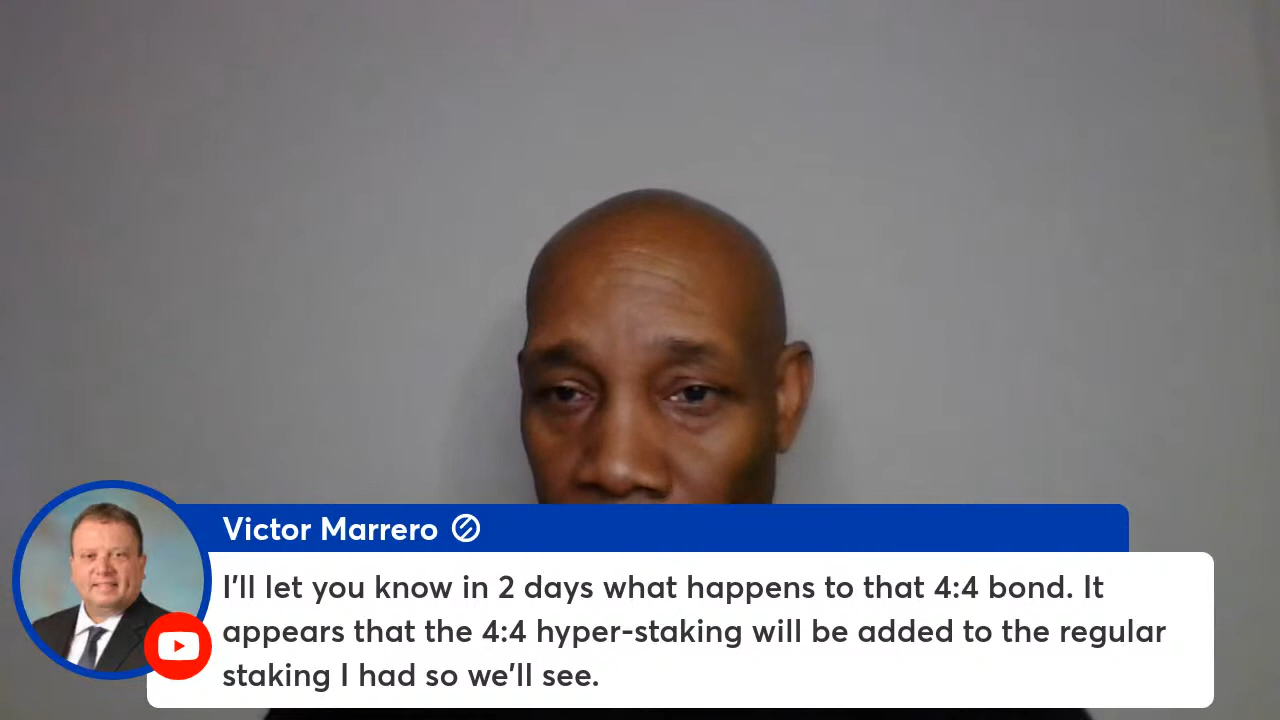 Victor Marrero
I'll let you know in 2 days what happens to that 4:4 bond. It
appears that the 4:4 hyper-staking will be added to the regular
staking I had so we'll see.